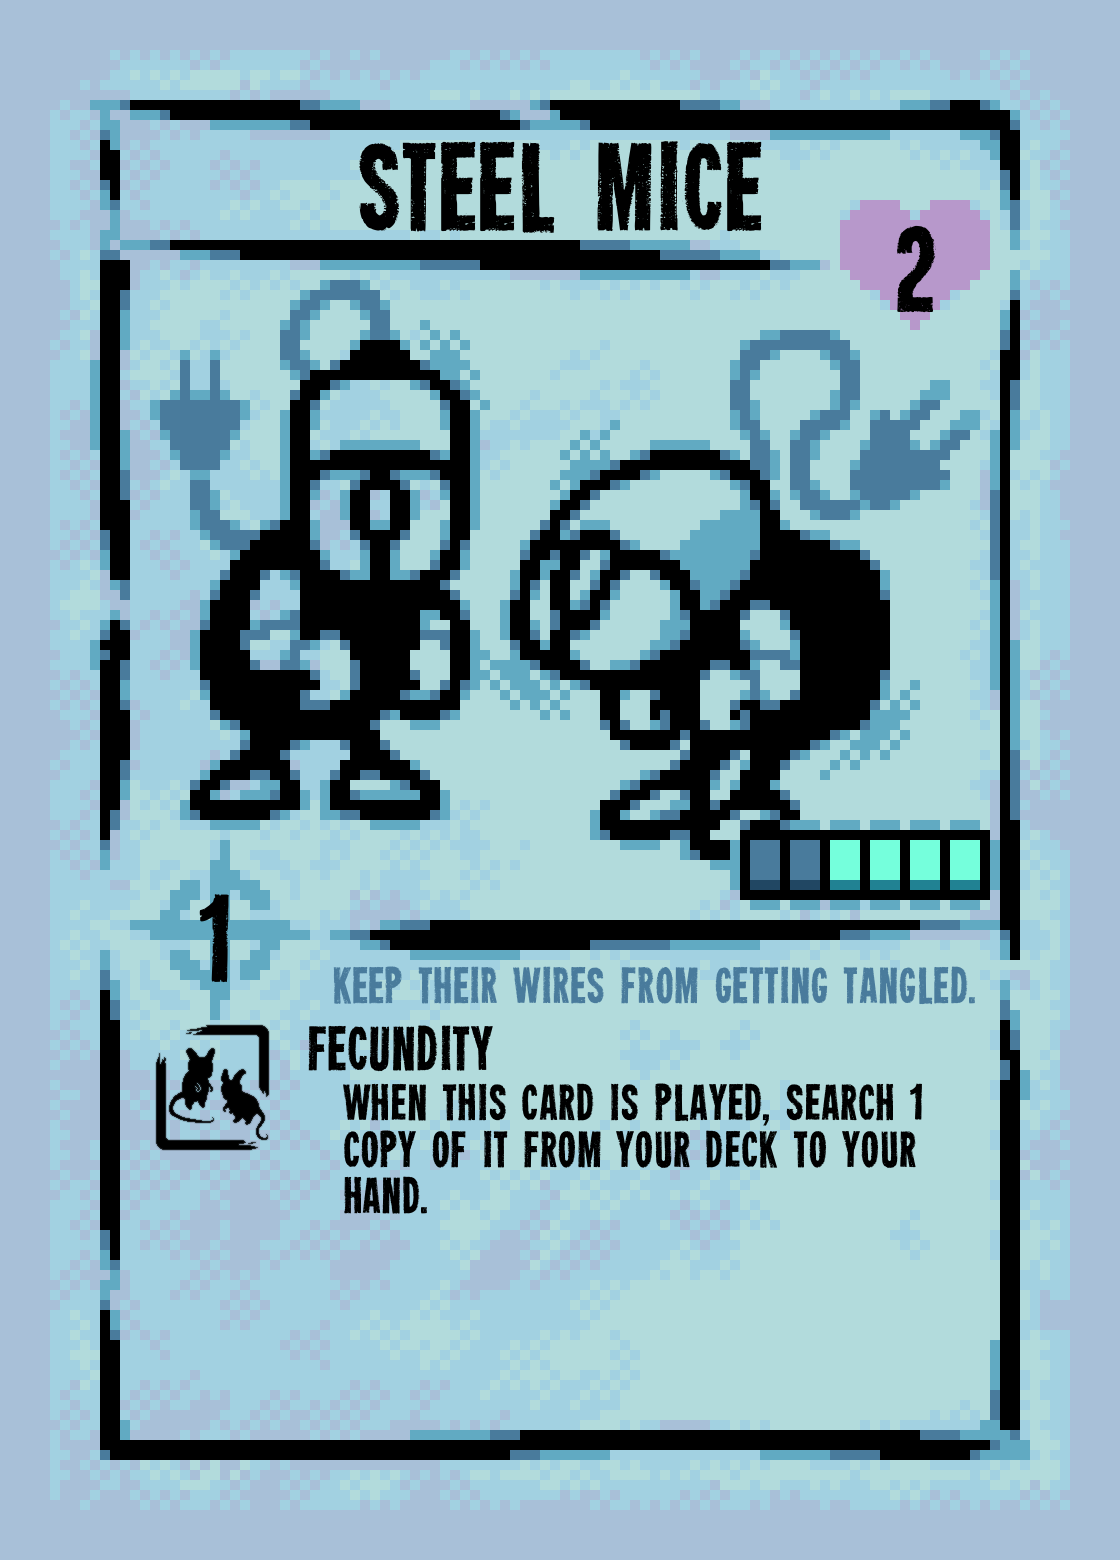 STEEL MICE
2
1
KEEP THEIR WIRES FROM GETTING TANGLED.
FECUNDITY
WHEN THIS CARD IS PLAYED, SEARCH 1
COPY OF IT FROM YOUR DECK TO YOUR
HAND.